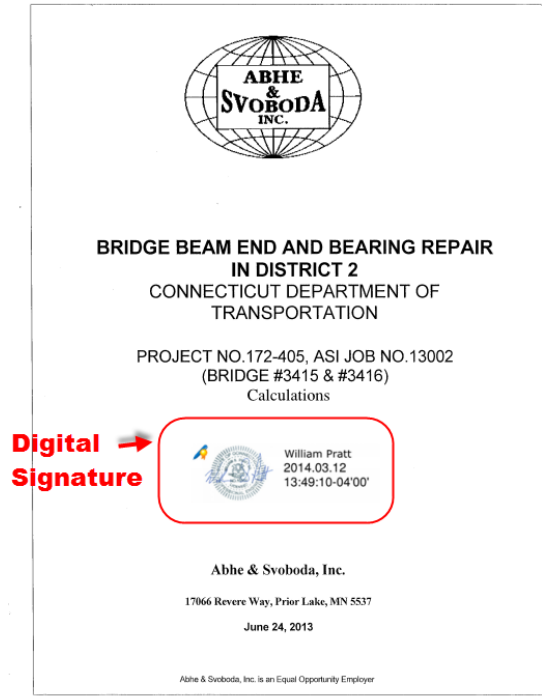 ABHE
&
SVOBODA
INC.
BRIDGE BEAM END AND BEARING REPAIR
IN DISTRICT 2
CONNECTICUT DEPARTMENT OF
TRANSPORTATION
PROJECT NO.172-405, ASI JOB NO.13002
(BRIDGE #3415 & #3416)
Calculations
Digital
Signature
William Pratt
2014.03.12
13:49:10-04'00'
Abhe & Svoboda, Inc.
17066 Revere Way, Prior Lake, MN 5537
June 24, 2013
Abhe & Svoboda, Inc. is an Equal Opportunity Employer